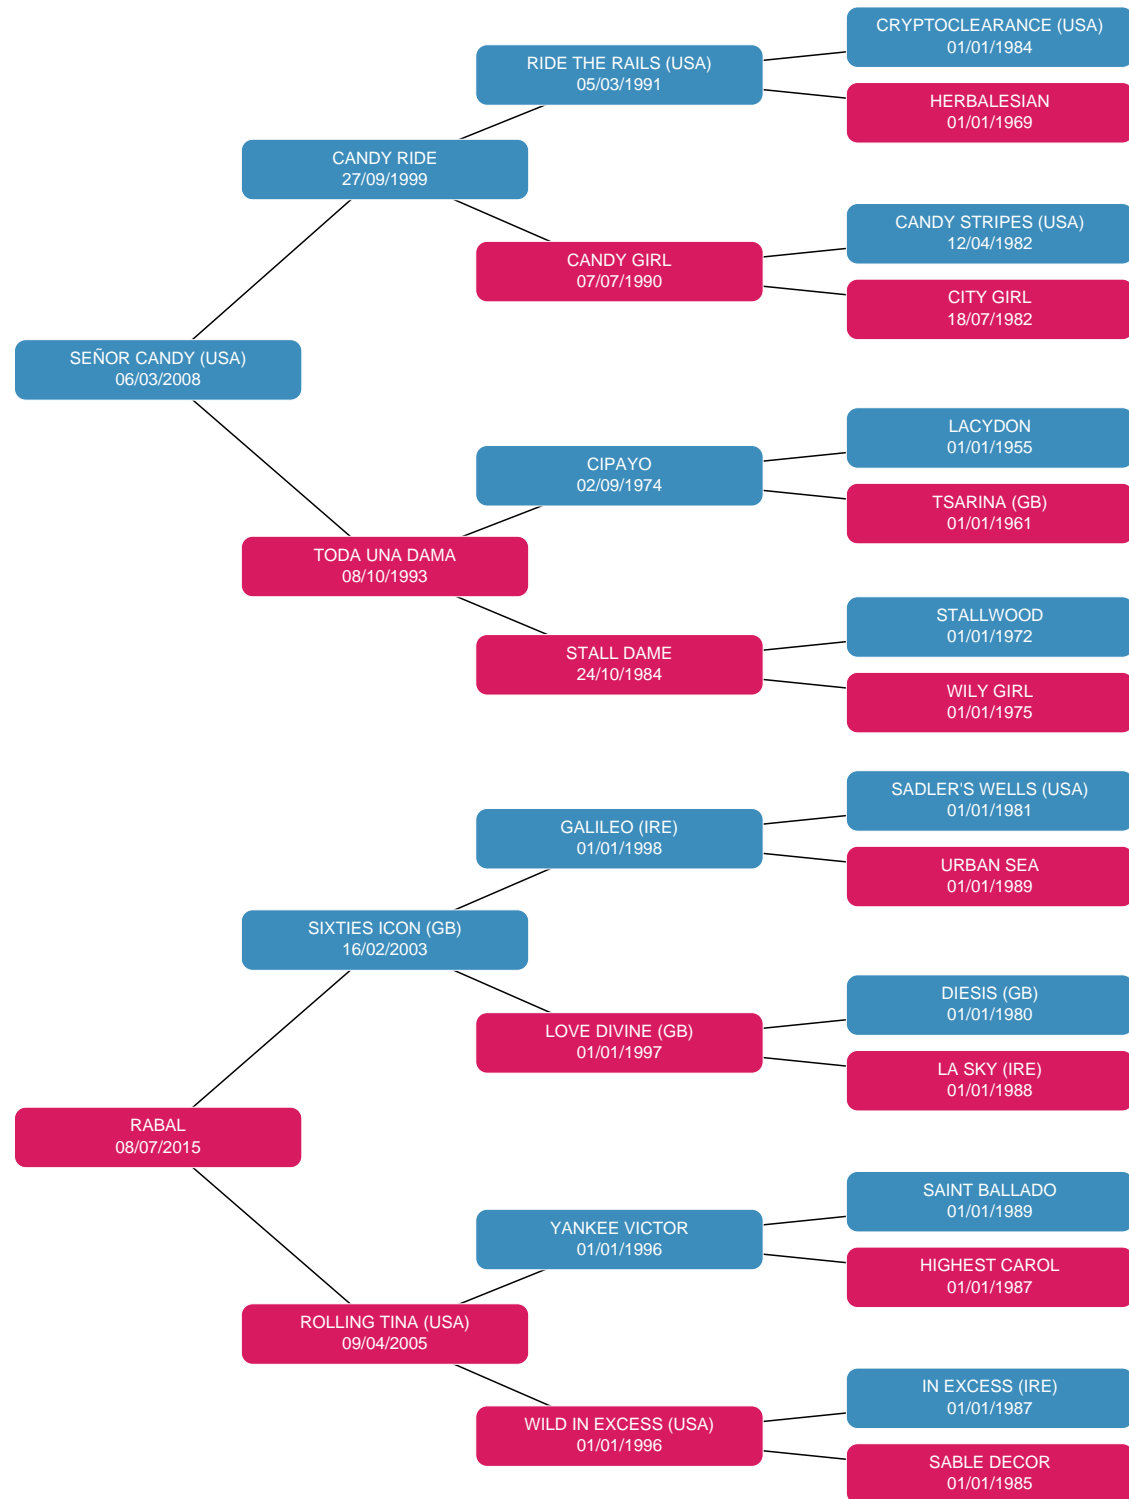 CRYPTOCLEARANCE (USA)
01/01/1984
RIDE THE RAILS (USA)
05/03/1991
HERBALESIAN
01/01/1969
CANDY RIDE
27/09/1999
CANDY STRIPES (USA)
12/04/1982
CANDY GIRL
07/07/1990
CITY GIRL
18/07/1982
SEÑOR CANDY (USA)
06/03/2008
LACYDON
01/01/1955
CIPAYO
02/09/1974
TSARINA (GB)
01/01/1961
TODA UNA DAMA
08/10/1993
STALLWOOD
01/01/1972
STALL DAME
24/10/1984
WILY GIRL
01/01/1975
SADLER'S WELLS (USA)
01/01/1981
GALILEO (IRE)
01/01/1998
URBAN SEA
01/01/1989
SIXTIES ICON (GB)
16/02/2003
DIESIS (GB)
01/01/1980
LOVE DIVINE (GB)
01/01/1997
LA SKY (IRE)
01/01/1988
RABAL
08/07/2015
SAINT BALLADO
01/01/1989
YANKEE VICTOR
01/01/1996
HIGHEST CAROL
01/01/1987
ROLLING TINA (USA)
09/04/2005
IN EXCESS (IRE)
01/01/1987
WILD IN EXCESS (USA)
01/01/1996
SABLE DECOR
01/01/1985